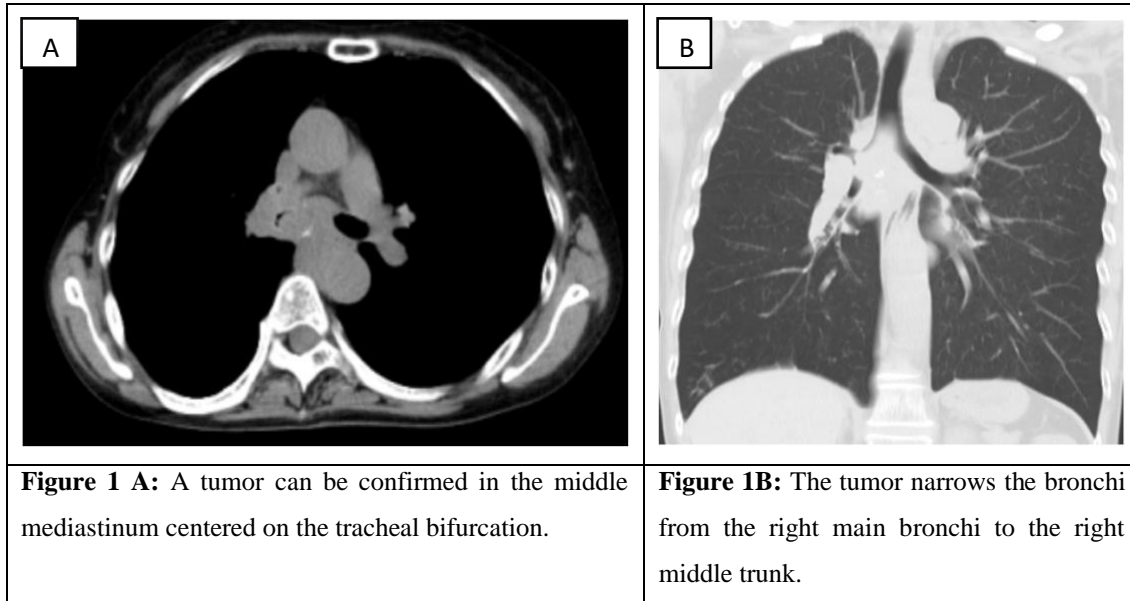 A
B
Figure 1 A: A tumor can be confirmed in the middle
mediastinum centered on the tracheal bifurcation.
Figure 1B: The tumor narrows the bronchi
from the right main bronchi to the right
middle trunk.